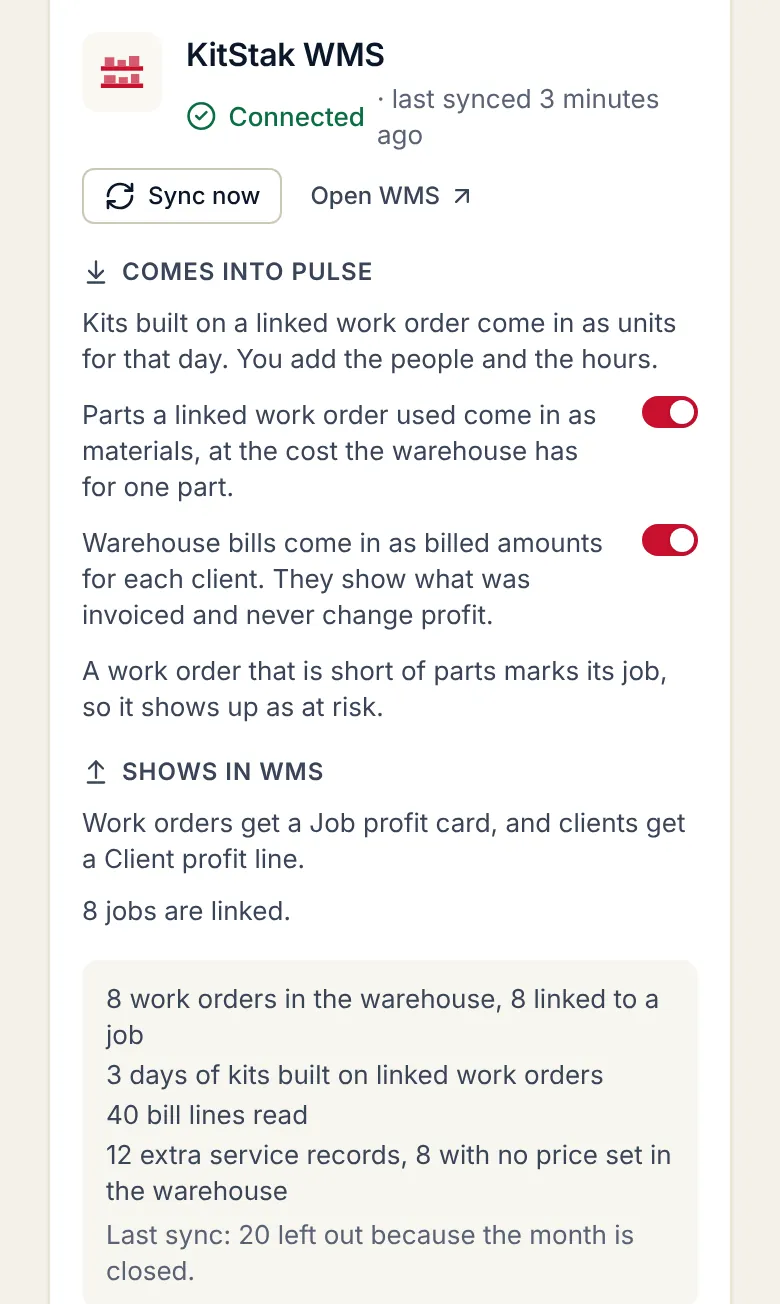 KitStak WMS
Connected
· last synced 3 minutes
ago
Sync now
Open WMS
COMES INTO PULSE
Kits built on a linked work order come in as units
for that day. You add the people and the hours.
Parts a linked work order used come in as
materials, at the cost the warehouse has
for one part.
Warehouse bills come in as billed amounts
for each client. They show what was
invoiced and never change profit.
A work order that is short of parts marks its job,
so it shows up as at risk.
SHOWS IN WMS
Work orders get a Job profit card, and clients get
a Client profit line.
8 jobs are linked.
8 work orders in the warehouse, 8 linked to a
job
3 days of kits built on linked work orders
40 bill lines read
12 extra service records, 8 with no price set in
the warehouse
Last sync: 20 left out because the month is
closed.